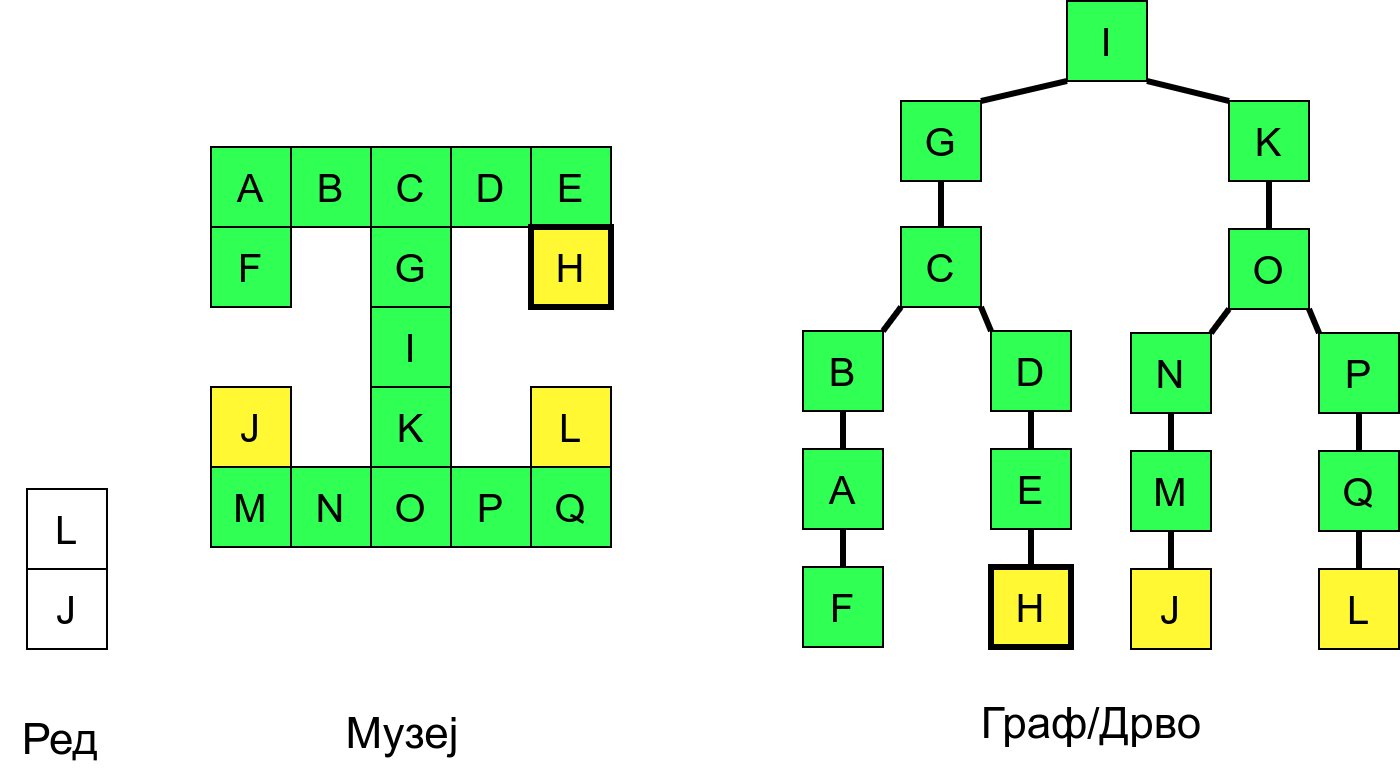 I
G K
C O
A B C D E
F G H
I
J K L
M N O P Q
B D N P
A E M Q
F H J L
L
J
Ред
Музеј
Граф/Дрво